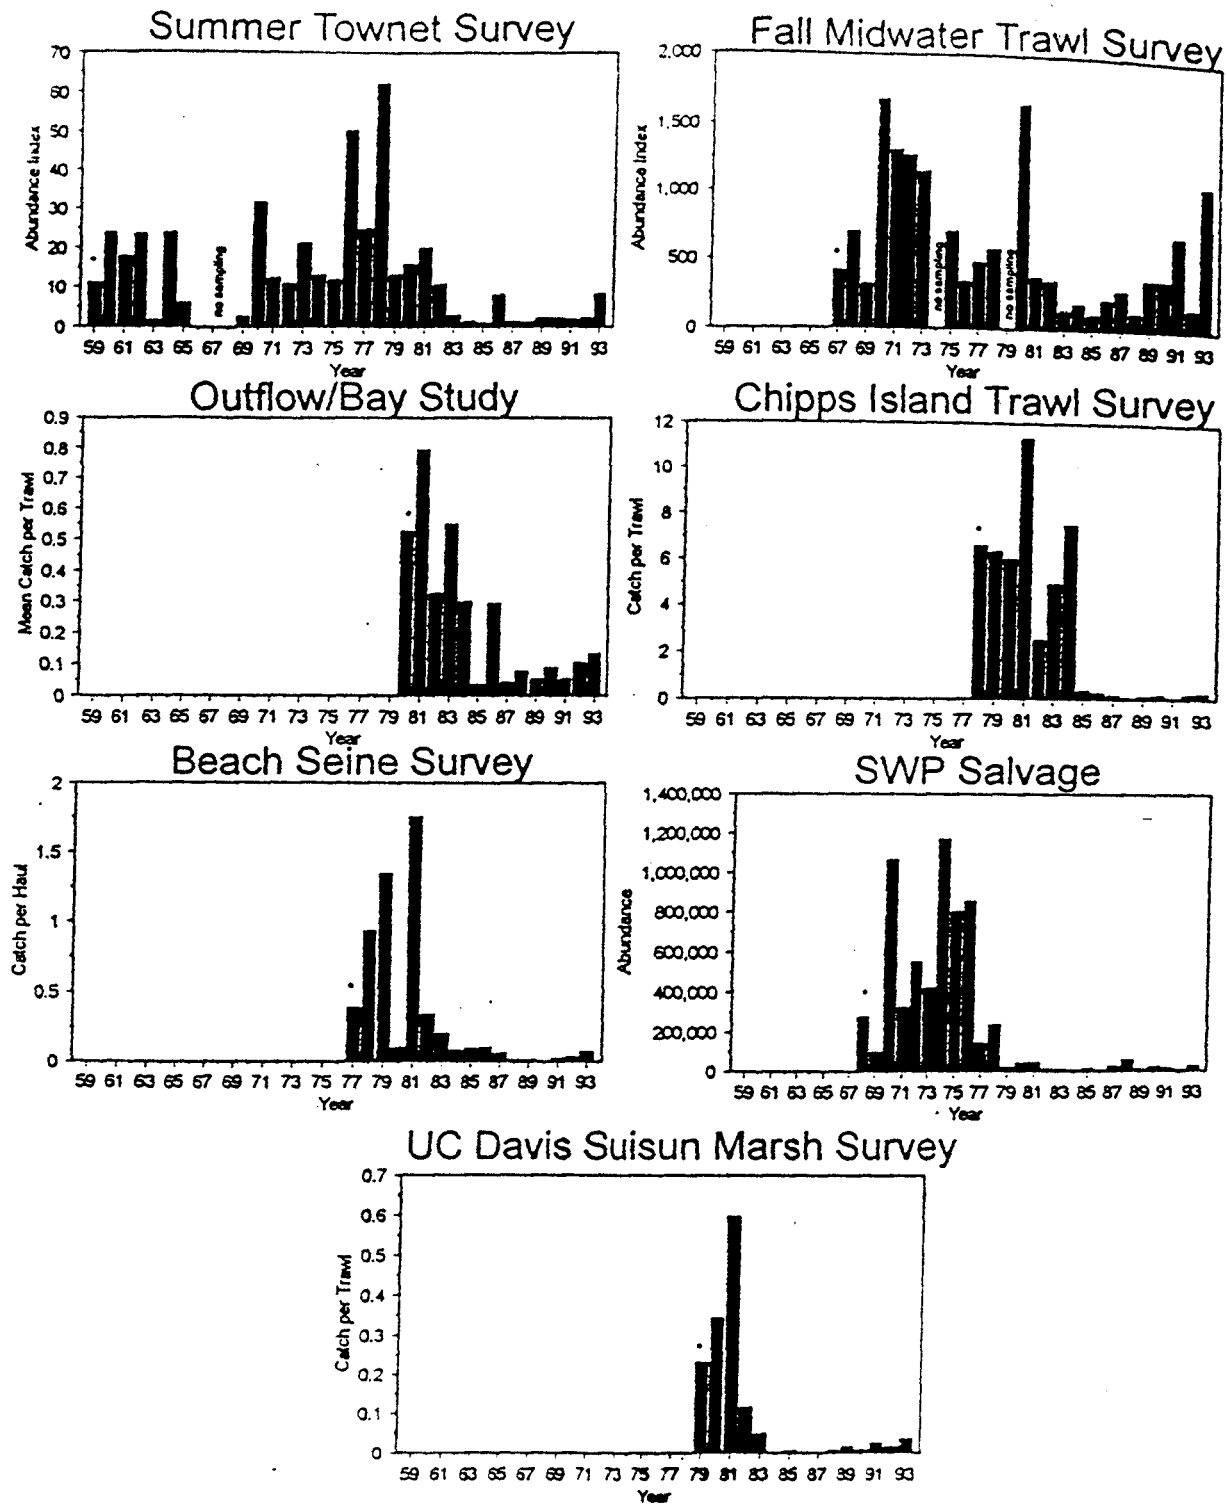 Summer Townet Survey
Abundance Index
70
60
50
40
30
20
10
0
no sampling
59 61 63 65 67 69 71 73 75 77 79 81 83 85 87 89 91 93
Year
Fall Midwater Trawl Survey
Abundance Index
2,000
1,500
1,000
500
0
no sampling
no sampling
59 61 63 65 67 69 71 73 75 77 79 81 83 85 87 89 91 93
Year
Outflow/Bay Study
Mean Catch per Trawl
0.9
0.8
0.7
0.6
0.5
0.4
0.3
0.2
0.1
0
59 61 63 65 67 69 71 73 75 77 79 81 83 85 87 89 91 93
Year
Chipps Island Trawl Survey
Catch per Trawl
12
10
8
6
4
2
0
59 61 63 65 67 69 71 73 75 77 79 81 83 85 87 89 91 93
Year
Beach Seine Survey
Catch per Haul
2
1.5
1
0.5
0
59 61 63 65 67 69 71 73 75 77 79 81 83 85 87 89 91 93
Year
SWP Salvage
Abundance
1,400,000
1,200,000
1,000,000
800,000
600,000
400,000
200,000
0
59 61 63 65 67 69 71 73 75 77 79 81 83 85 87 89 91 93
Year
UC Davis Suisun Marsh Survey
Catch per Trawl
0.7
0.6
0.5
0.4
0.3
0.2
0.1
0
59 61 63 65 67 69 71 73 75 77 79 81 83 85 87 89 91 93
Year